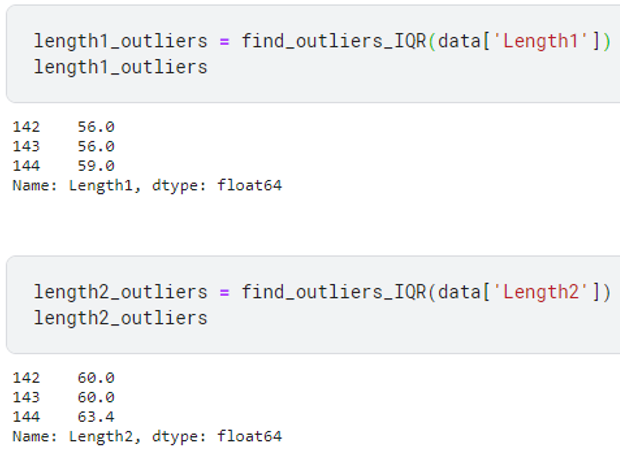 length1_outliers = find_outliers_IQR(data['Length1'])
length1_outliers
142    56.0
143    56.0
144    59.0
Name: Length1, dtype: float64
length2_outliers = find_outliers_IQR(data['Length2'])
length2_outliers
142    60.0
143    60.0
144    63.4
Name: Length2, dtype: float64